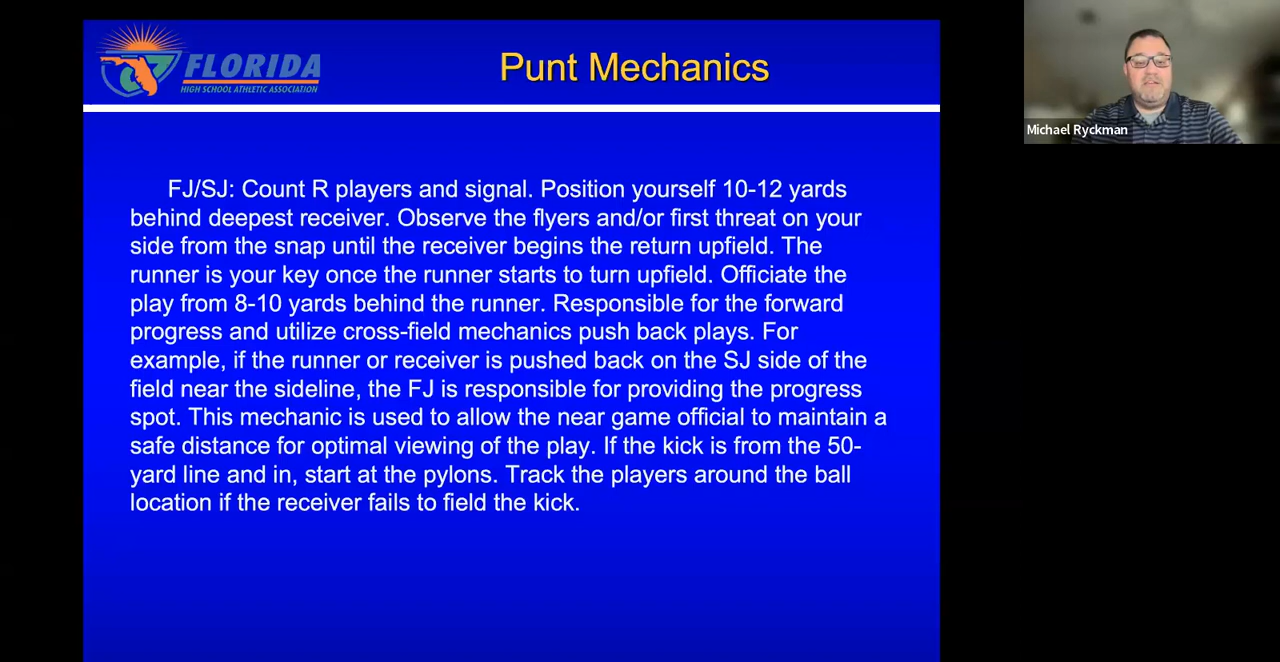 FLORIDA
HIGH SCHOOL ATHLETIC ASSOCIATION
Punt Mechanics
Michael Ryckman
FJ/SJ: Count R players and signal. Position yourself 10-12 yards
behind deepest receiver. Observe the flyers and/or first threat on your
side from the snap until the receiver begins the return upfield. The
runner is your key once the runner starts to turn upfield. Officiate the
play from 8-10 yards behind the runner. Responsible for the forward
progress and utilize cross-field mechanics push back plays. For
example, if the runner or receiver is pushed back on the SJ side of the
field near the sideline, the FJ is responsible for providing the progress
spot. This mechanic is used to allow the near game official to maintain a
safe distance for optimal viewing of the play. If the kick is from the 50-
yard line and in, start at the pylons. Track the players around the ball
location if the receiver fails to field the kick.